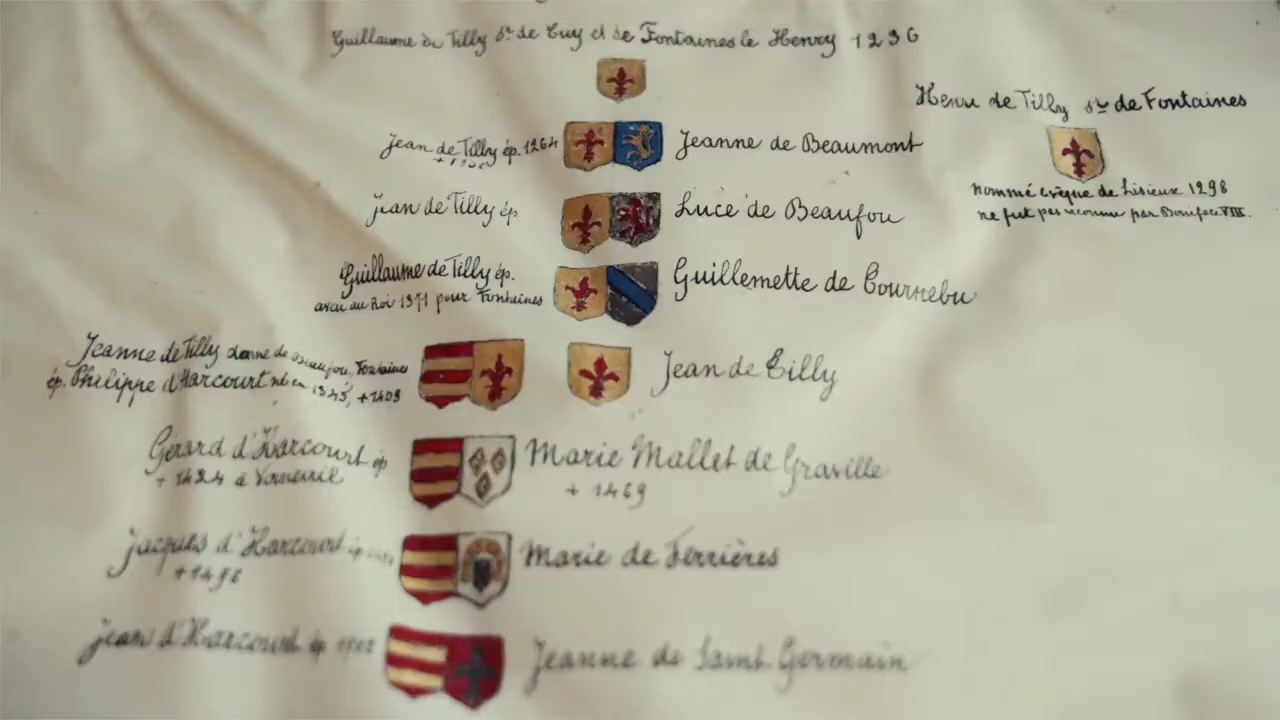 Guillaume de Tilly sr de Cuy et de Fontaines le Henry 1236
Henri de Tilly sr de Fontaines
nommé évêque de Lisieux 1298
ne fut pas reconnu par Boniface VIII.
Jean de Tilly ép. 1264
Jeanne de Beaumont
jean de Tilly ép
Luce de Beaufou
Guillaume de Tilly ép.
aveu au Roi 1371 pour Fontaines
Guillemette de Cournebu
Jeanne de Tilly dame de Beaufou, Fontaines
ép. Philippe d'Harcourt né en 1345, +1403
Jean de Tilly
Gérard d'Harcourt ép
+ 1424 à Verneuil
Marie Mallet de Graville
+ 1469
jacques d'Harcourt ép
+1498
Marie de Ferrières
jean d'Harcourt ép
Jeanne de Saint Germain